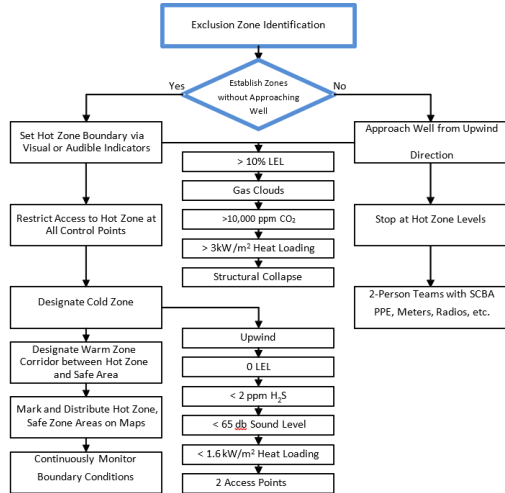 Exclusion Zone Identification
Yes
No
Establish Zones
without Approaching
Well
Set Hot Zone Boundary via
Visual or Audible Indicators
Approach Well from Upwind
Direction
> 10% LEL
Gas Clouds
>10,000 ppm CO₂
> 3kW/m² Heat Loading
Structural Collapse
Restrict Access to Hot Zone at
All Control Points
Stop at Hot Zone Levels
2-Person Teams with SCBA
PPE, Meters, Radios, etc.
Designate Cold Zone
Upwind
0 LEL
< 2 ppm H₂S
< 65 db Sound Level
< 1.6kW/m² Heat Loading
2 Access Points
Designate Warm Zone
Corridor between Hot Zone
and Safe Area
Mark and Distribute Hot Zone,
Safe Zone Areas on Maps
Continuously Monitor
Boundary Conditions